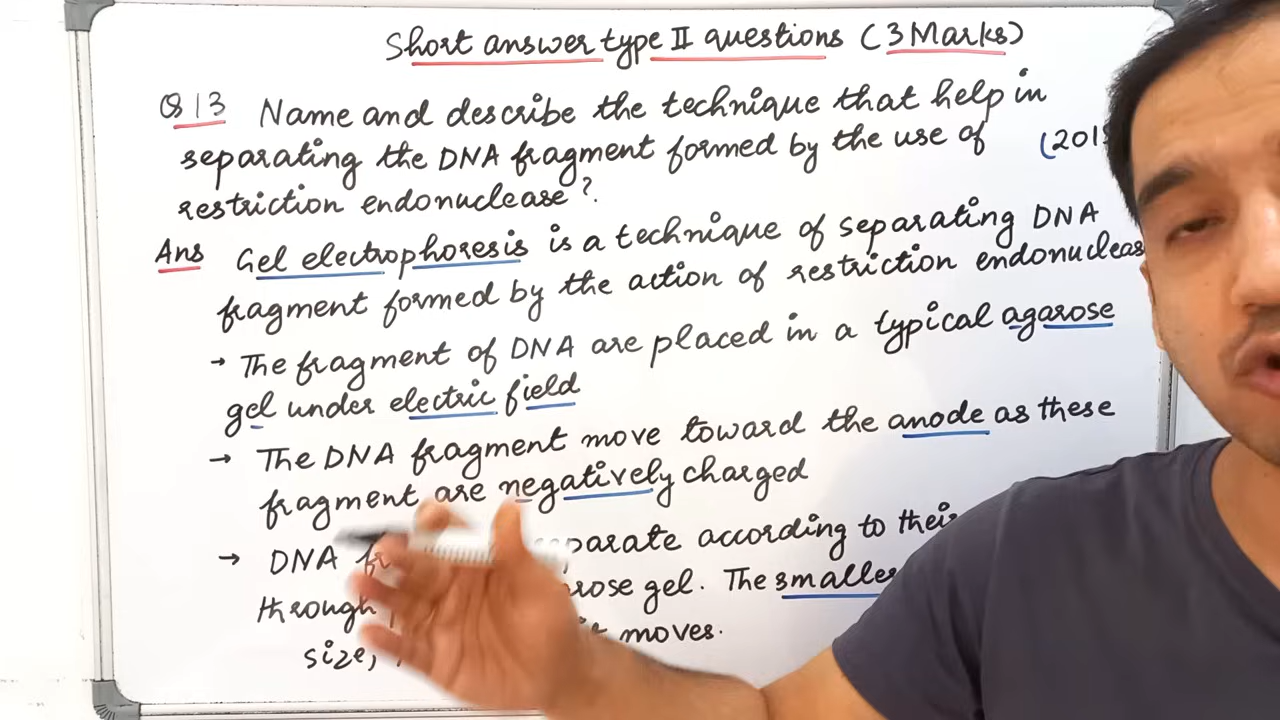 Short answer type II questions (3 Marks)
Q 13 Name and describe the technique that help in
separating the DNA fragment formed by the use of (201
restriction endonuclease?
Ans Gel electrophoresis is a technique of separating DNA
fragment formed by the action of restriction endonucleas
→ The fragment of DNA are placed in a typical agarose
gel under electric field
→ The DNA fragment move toward the anode as these
fragment are negatively charged
→ DNA fr parate according to their
through rose gel. The smaller
size, moves.